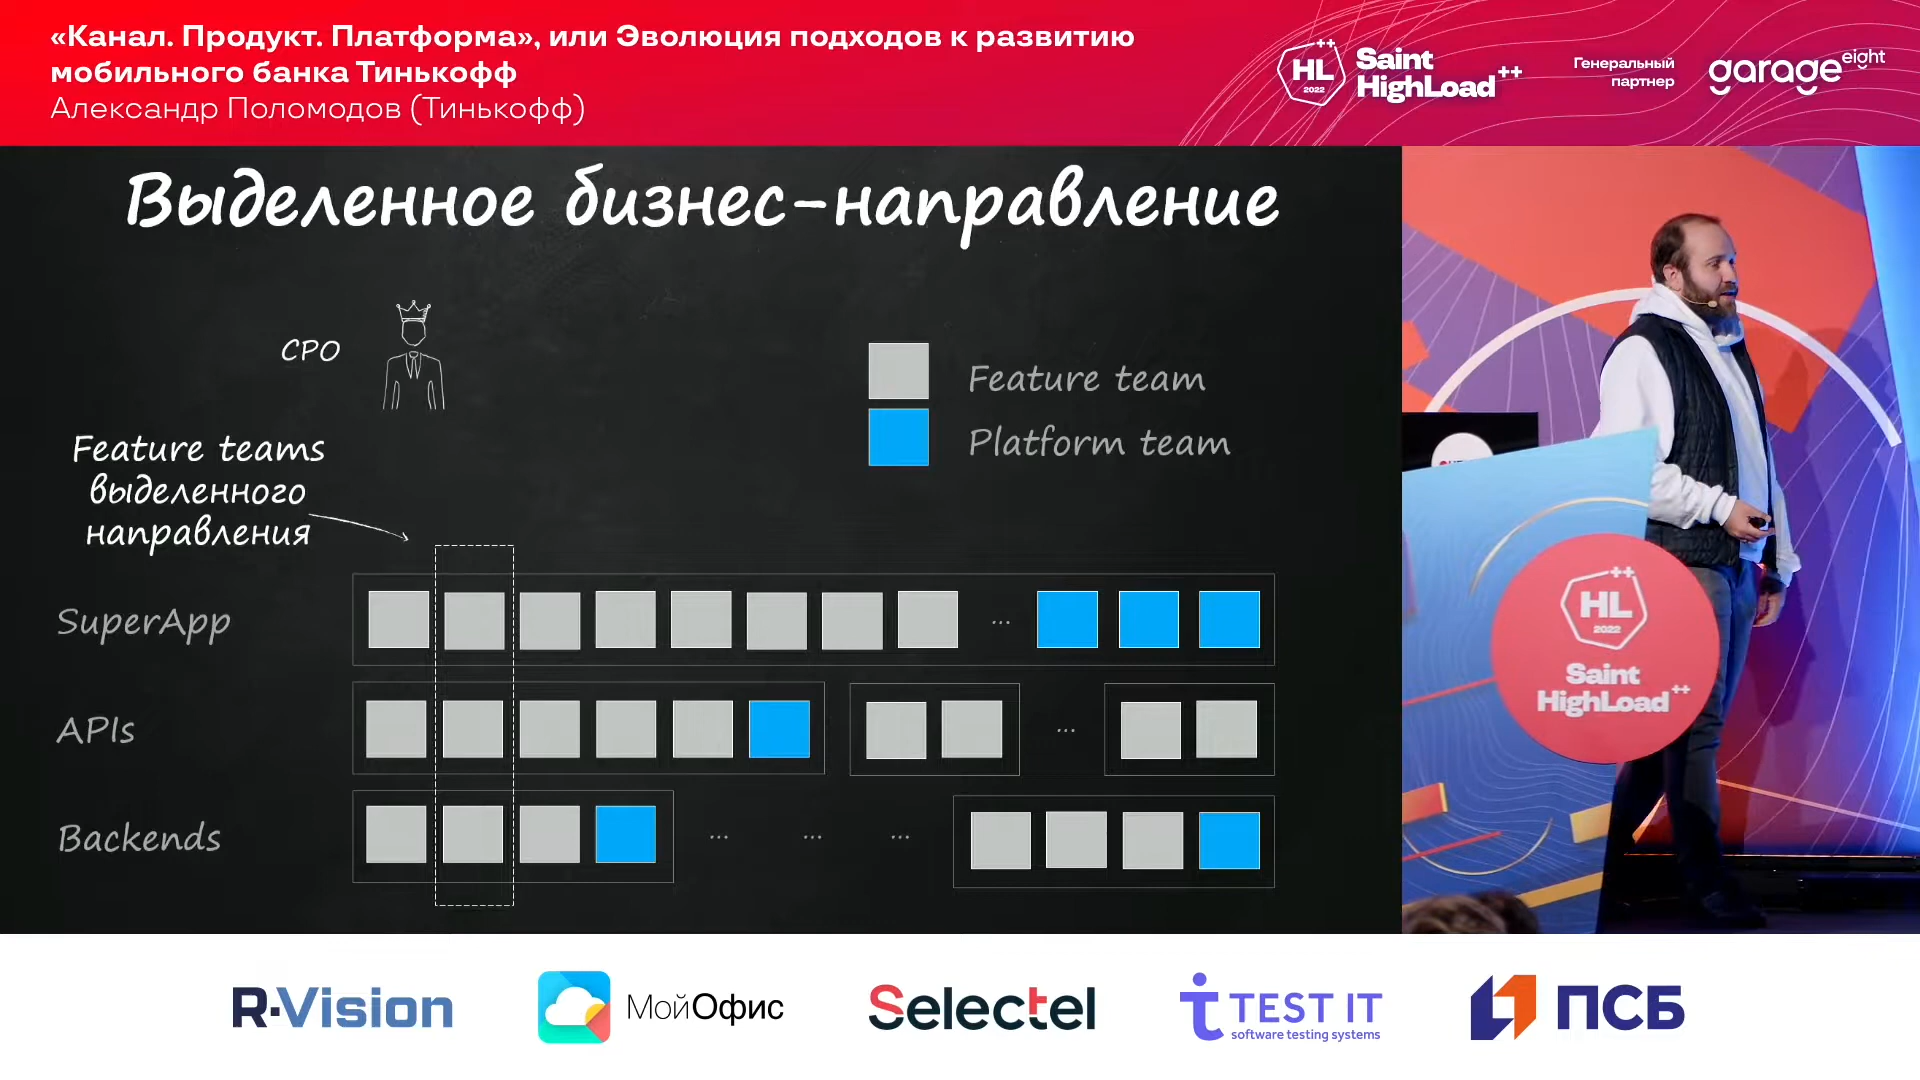 «Канал. Продукт. Платформа», или Эволюция подходов к развитию
мобильного банка Тинькофф
Александр Поломодов (Тинькофф)
HL
++
2022
Saint
HighLoad++
Генеральный
партнер
garage eight
Выделенное бизнес-направление
CPO
Feature team
Platform team
Feature teams
выделенного
направления
SuperApp
...
APIs
...
Backends
... ... ...
++
HL
2022
Saint
HighLoad++
R·Vision
МойОфис
Selectel
TEST IT
software testing systems
ПСБ